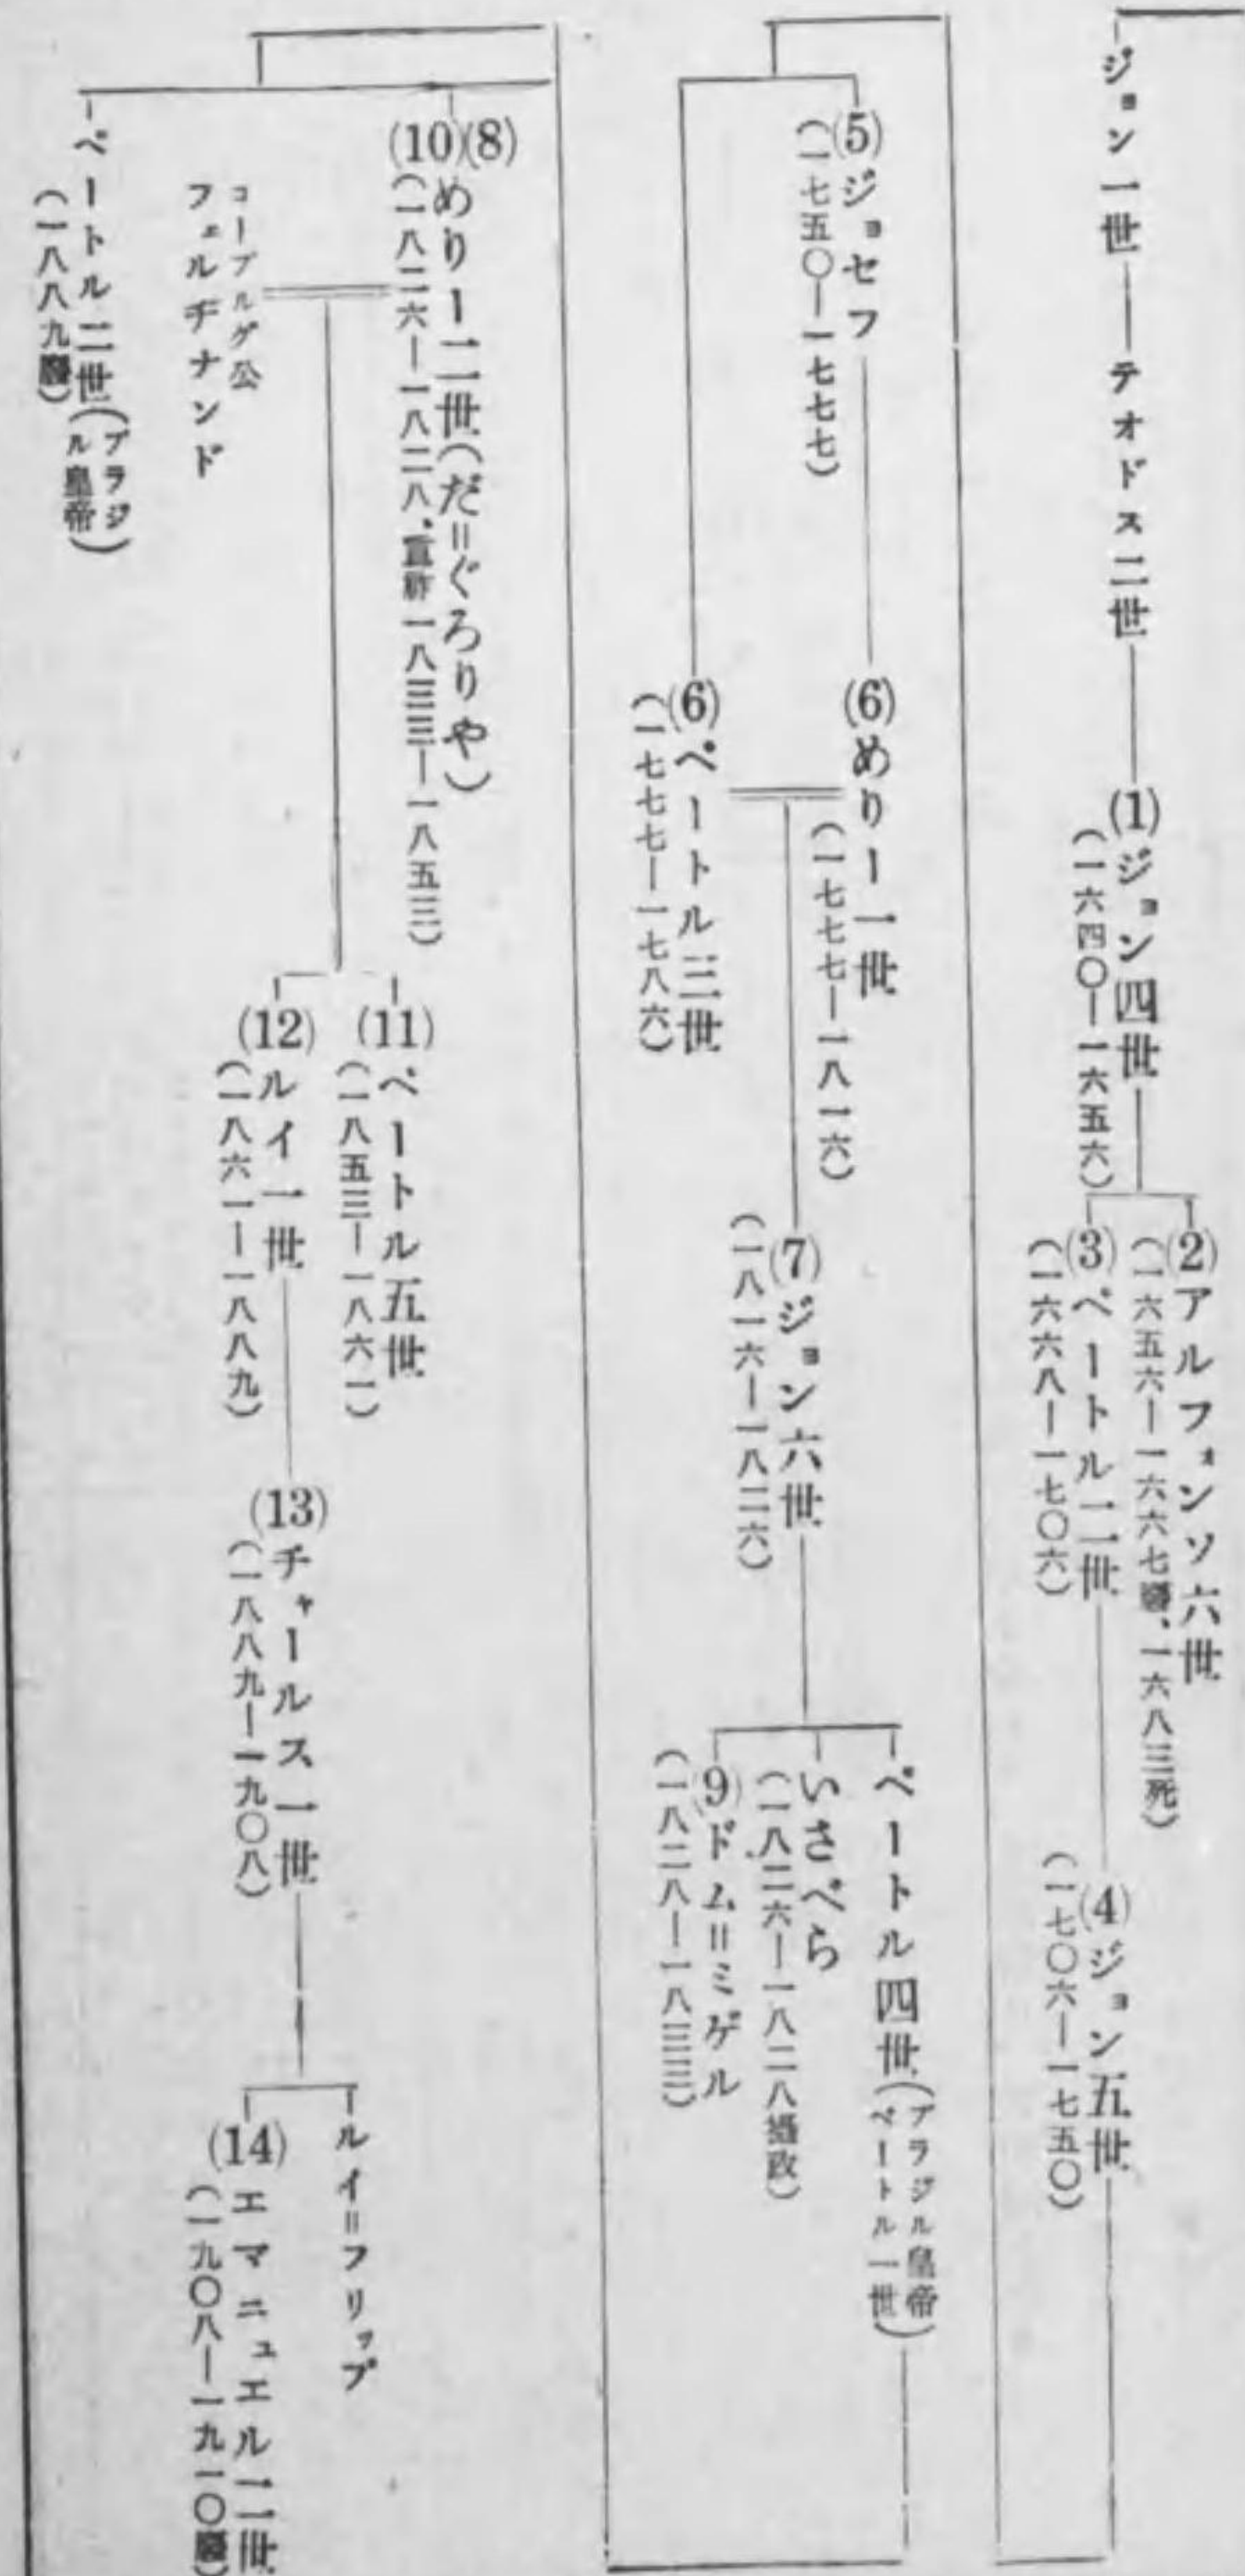 ジョン一世
テオドス二世
(1)ジョン四世
(一六四〇—一六五六)
(2)アルフォンソ六世
(一六五六—一六六七廢、一六八三死)
(3)ペートル二世
(一六六八—一七〇六)
(4)ジョン五世
(一七〇六—一七五〇)
(5)ジョセフ
(一七五〇—一七七七)
(6)めりー一世
(一七七七—一八一六)
(6)ペートル三世
(一七七七—一七八六)
(7)ジョン六世
(一八一六—一八二六)
ペートル四世(ブラジル皇帝
ペートル一世)
いさべら
(一八二六—一八二八攝政)
(9)ドム=ミゲル
(一八二八—一八三三)
(8)
(10)めりー二世(だ=ぐろりや)
(一八二六—一八二八、重祚一八三三—一八五三)
コーブルグ公
フェルヂナンド
ペートル二世(ブラジ
ル皇帝)
(一八八九廢)
(11)ペートル五世
(一八五三—一八六一)
(12)ルイ一世
(一八六一—一八八九)
(13)チャールス一世
(一八八九—一九〇八)
ルイ=フリップ
(14)エマニュエル二世
(一九〇八—一九一〇廢)